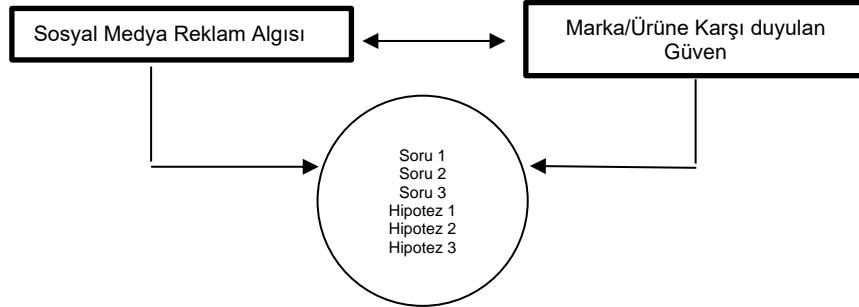 Sosyal Medya Reklam Algısı
Marka/Ürüne Karşı duyulan
Güven
Soru 1
Soru 2
Soru 3
Hipotez 1
Hipotez 2
Hipotez 3